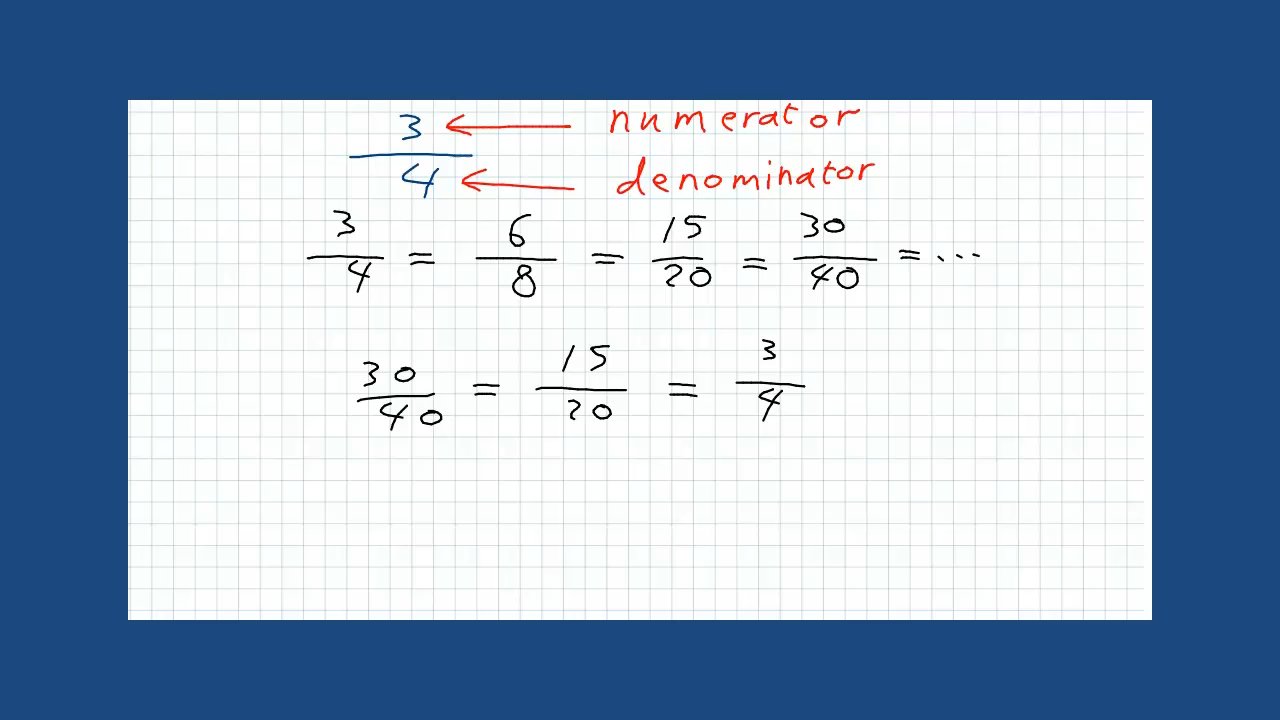 3/4 ← numerator
← denominator
3/4 = 6/8 = 15/20 = 30/40 = ...
30/40 = 15/20 = 3/4